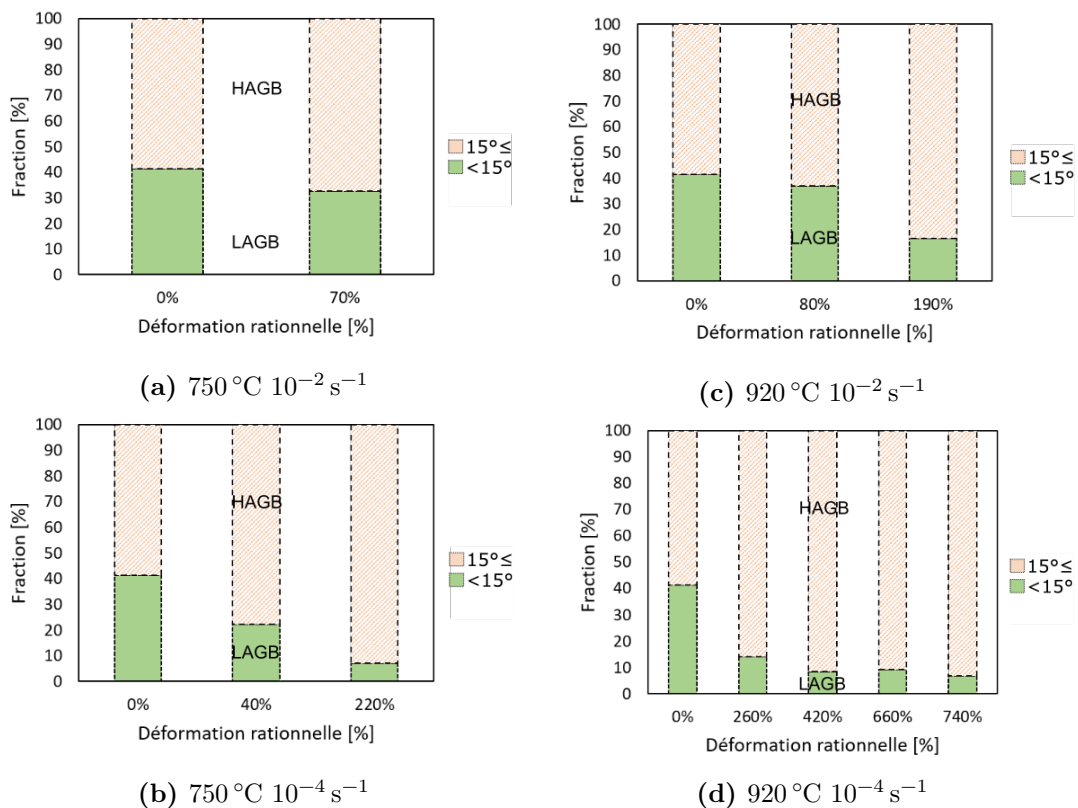 100
90
80
70
60
50
40
30
20
10
0
Fraction [%]
HAGB
LAGB
0% 70%
Déformation rationnelle [%]
15°≤
<15°
(a) 750 °C 10−2 s−1
100
90
80
70
60
50
40
30
20
10
0
Fraction [%]
HAGB
LAGB
0% 80% 190%
Déformation rationnelle [%]
15°≤
<15°
(c) 920 °C 10−2 s−1
100
90
80
70
60
50
40
30
20
10
0
Fraction [%]
HAGB
LAGB
0% 40% 220%
Déformation rationnelle [%]
15°≤
<15°
(b) 750 °C 10−4 s−1
100
90
80
70
60
50
40
30
20
10
0
Fraction [%]
HAGB
LAGB
0% 260% 420% 660% 740%
Déformation rationnelle [%]
15°≤
<15°
(d) 920 °C 10−4 s−1